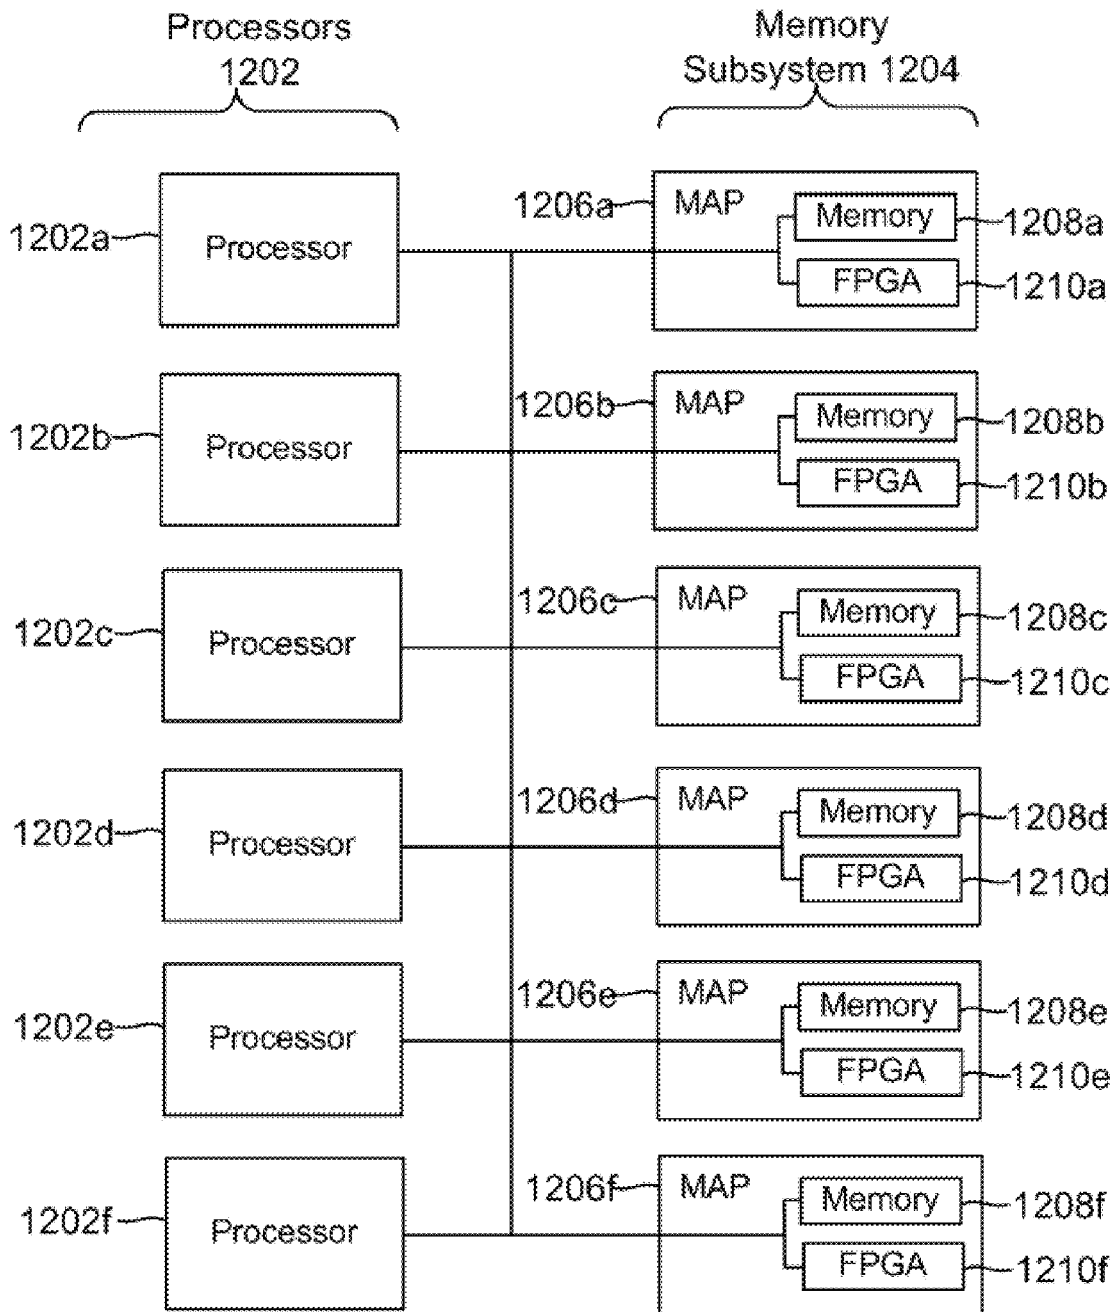 Processors
1202
Memory
Subsystem 1204
1202a
Processor
1206a
MAP
Memory
1208a
FPGA
1210a
1202b
Processor
1206b
MAP
Memory
1208b
FPGA
1210b
1202c
Processor
1206c
MAP
Memory
1208c
FPGA
1210c
1202d
Processor
1206d
MAP
Memory
1208d
FPGA
1210d
1202e
Processor
1206e
MAP
Memory
1208e
FPGA
1210e
1202f
Processor
1206f
MAP
Memory
1208f
FPGA
1210f